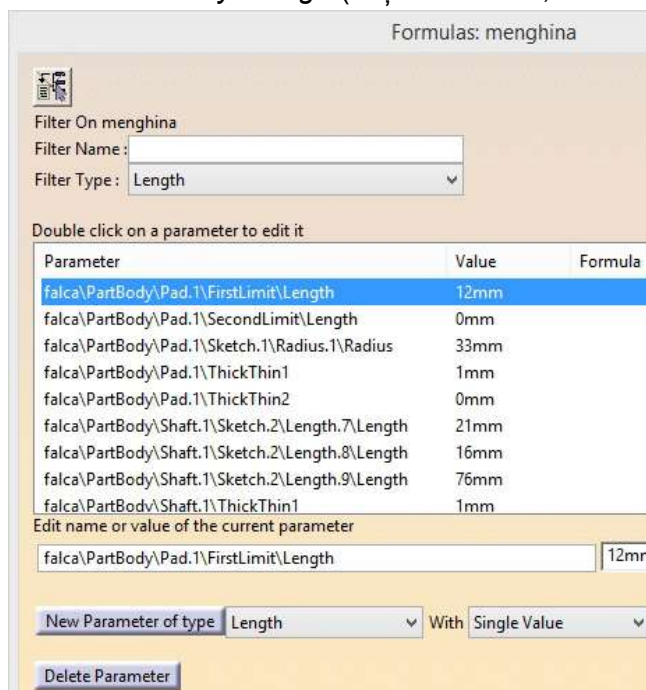 Formulas: menghina
Filter On menghina
Filter Name :
Filter Type : Length
Double click on a parameter to edit it
Parameter Value Formula
falca\PartBody\Pad.1\FirstLimit\Length 12mm
falca\PartBody\Pad.1\SecondLimit\Length 0mm
falca\PartBody\Pad.1\Sketch.1\Radius.1\Radius 33mm
falca\PartBody\Pad.1\ThickThin1 1mm
falca\PartBody\Pad.1\ThickThin2 0mm
falca\PartBody\Shaft.1\Sketch.2\Length.7\Length 21mm
falca\PartBody\Shaft.1\Sketch.2\Length.8\Length 16mm
falca\PartBody\Shaft.1\Sketch.2\Length.9\Length 76mm
falca\PartBody\Shaft.1\ThickThin1 1mm
Edit name or value of the current parameter
falca\PartBody\Pad.1\FirstLimit\Length 12mm
New Parameter of type Length With Single Value
Delete Parameter